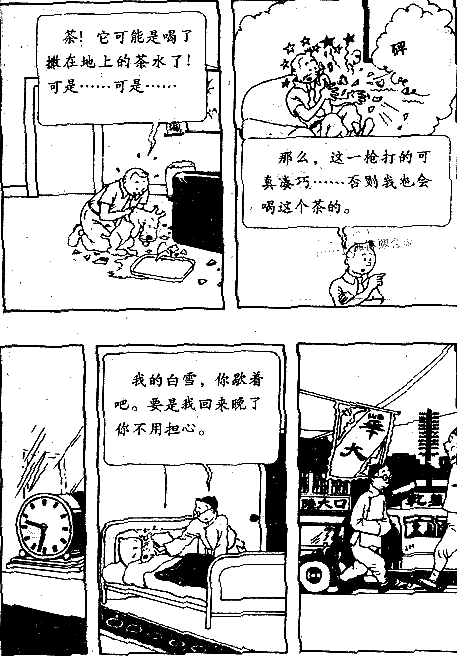 茶！它可能是喝了
撒在地上的茶水了！
可是……可是……
砰
那么，这一枪打的可
真凑巧……否则我也会
喝这个茶的。
我的白雪，你歇着
吧。要是我回来晚了
你不用担心。
華
大